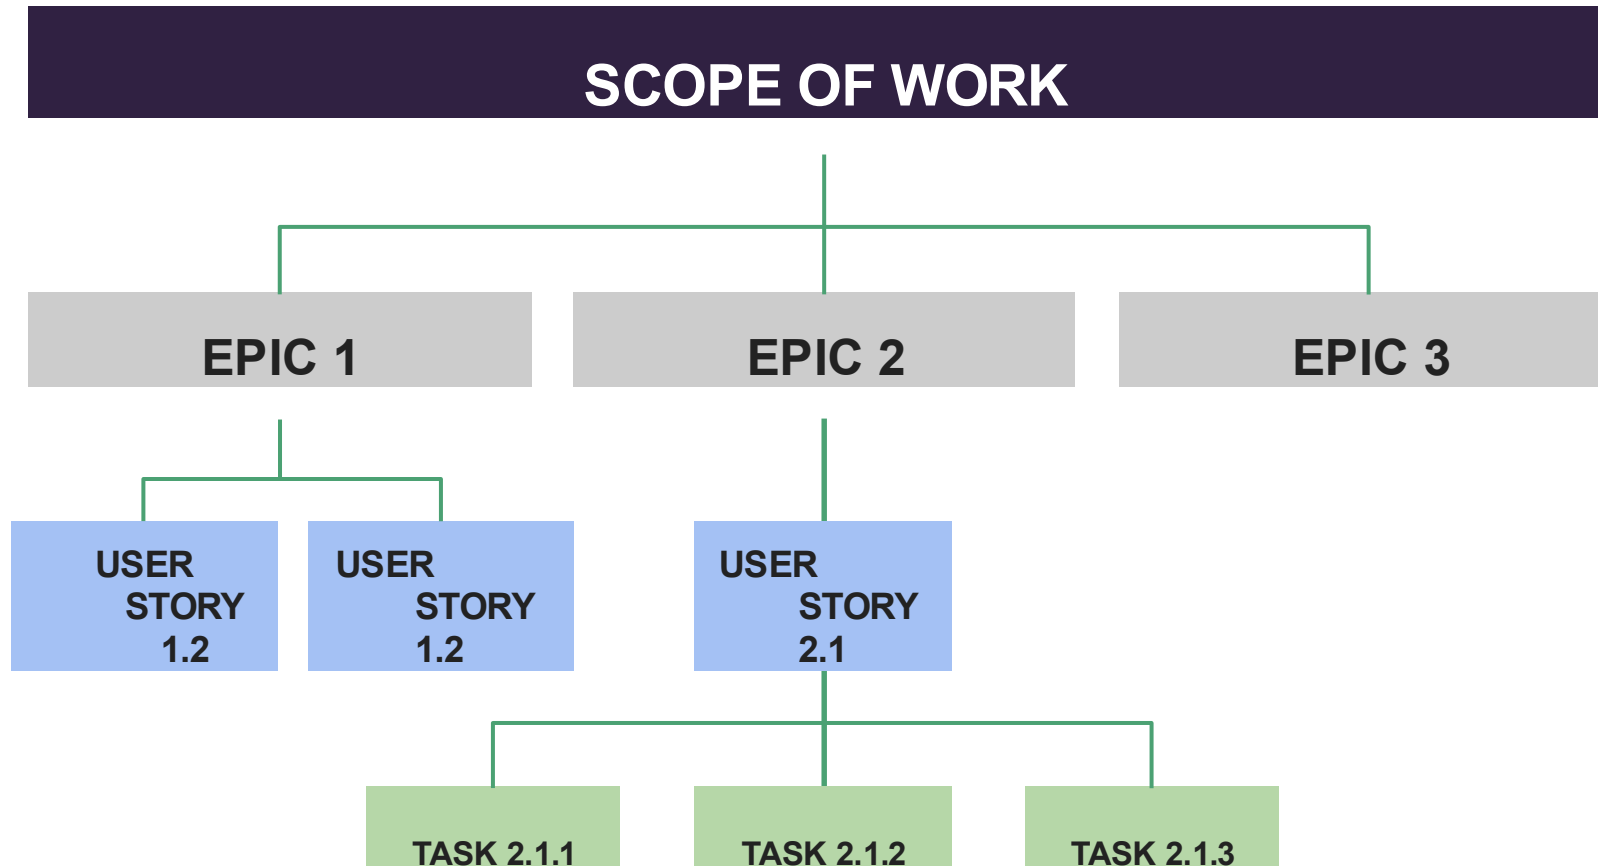 SCOPE OF WORK
EPIC 1
EPIC 2
EPIC 3
USER
STORY
1.2
USER
STORY
1.2
USER
STORY
2.1
TASK 2.1.1
TASK 2.1.2
TASK 2.1.3